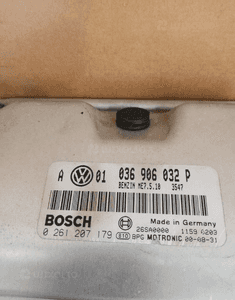 A 01 036 906 032 P
BENZIN ME7.5.10 3547
Made in Germany
BOSCH
26SA0000 1159 6203
0 261 207 179 BPG MOTRONIC 00-08-31